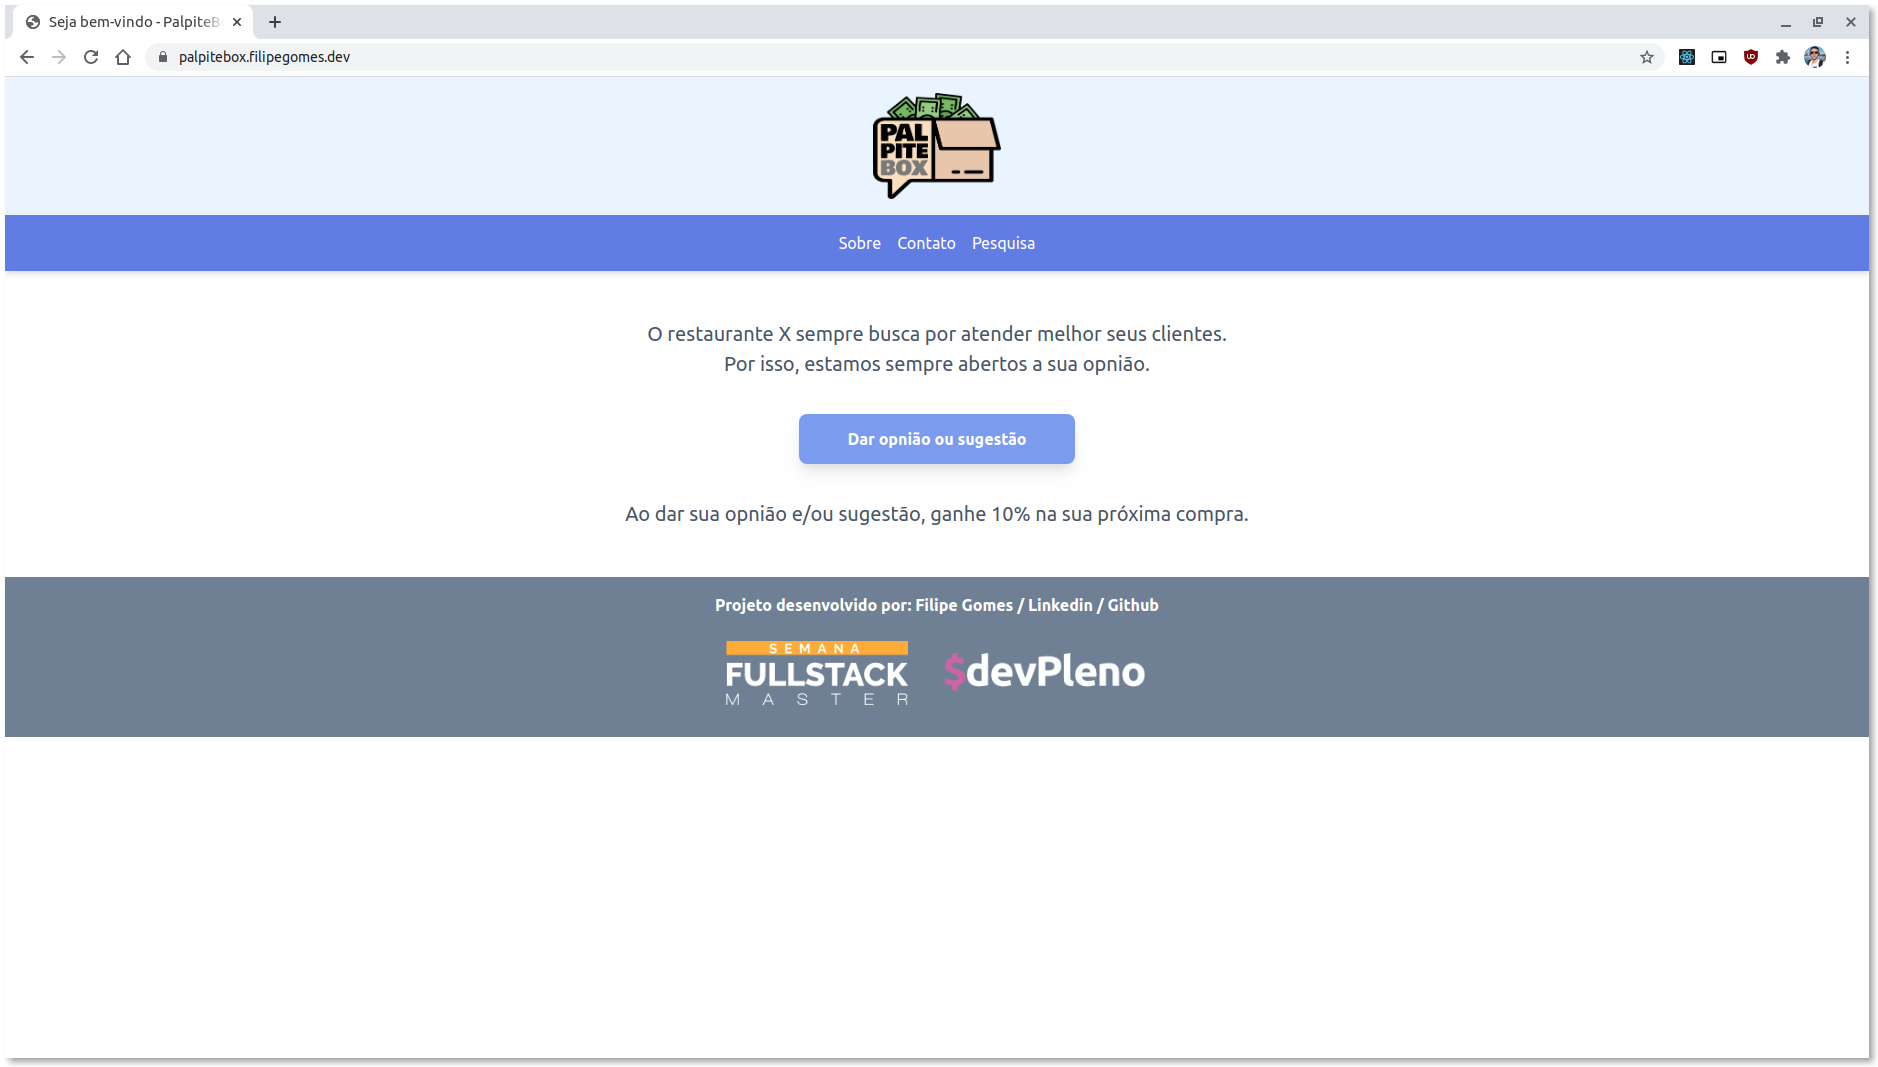 Seja bem-vindo - PalpiteB
palpitebox.filipegomes.dev
PAL
PITE
BOX
Sobre Contato Pesquisa
O restaurante X sempre busca por atender melhor seus clientes.
Por isso, estamos sempre abertos a sua opnião.
Dar opnião ou sugestão
Ao dar sua opnião e/ou sugestão, ganhe 10% na sua próxima compra.
Projeto desenvolvido por: Filipe Gomes / Linkedin / Github
SEMANA
FULLSTACK
MASTER
$devPleno